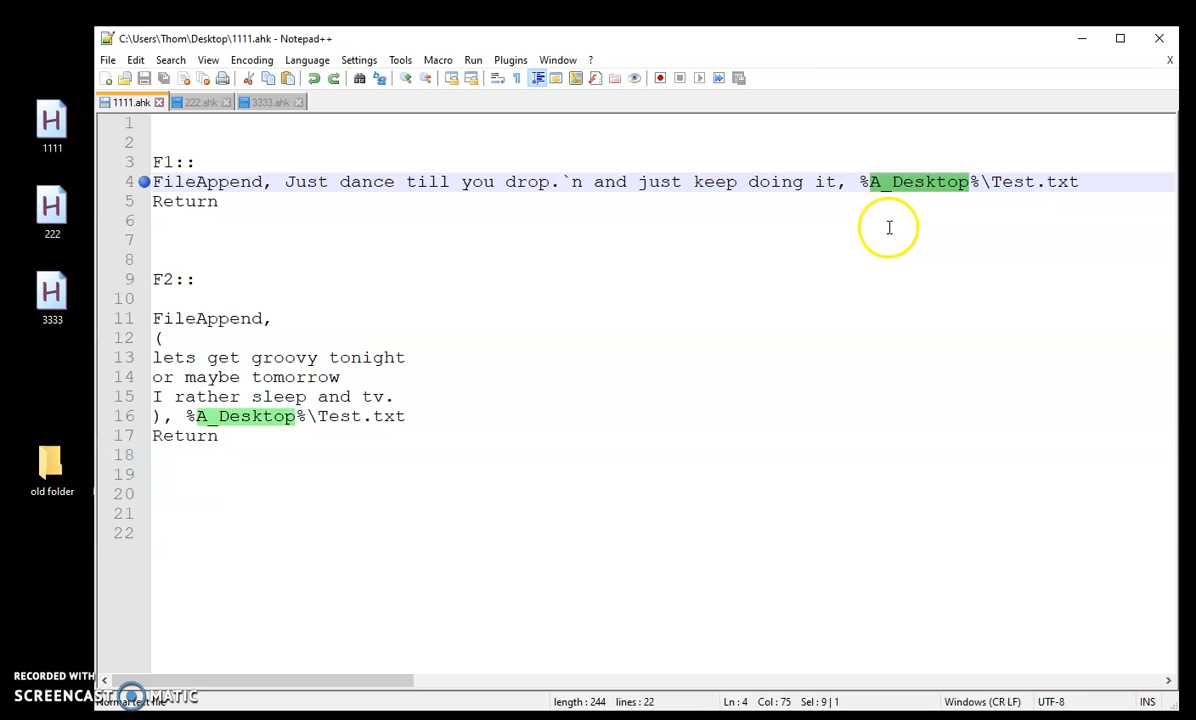 C:\Users\Thom\Desktop\1111.ahk - Notepad++
File Edit Search View Encoding Language Settings Tools Macro Run Plugins Window ? X
1111.ahk 222.ahk 3333.ahk
1
2
3 F1::
4 FileAppend, Just dance till you drop.`n and just keep doing it, %A_Desktop%\Test.txt
5 Return
6
7
8
9 F2::
10
11 FileAppend,
12 (
13 lets get groovy tonight
14 or maybe tomorrow
15 I rather sleep and tv.
16 ), %A_Desktop%\Test.txt
17 Return
18
19
20
21
22
H
1111
H
222
H
3333
old folder
RECORDED WITH
SCREENCAST MATIC
Normal text file length : 244 lines : 22 Ln : 4 Col : 75 Sel : 9 | 1 Windows (CR LF) UTF-8 INS